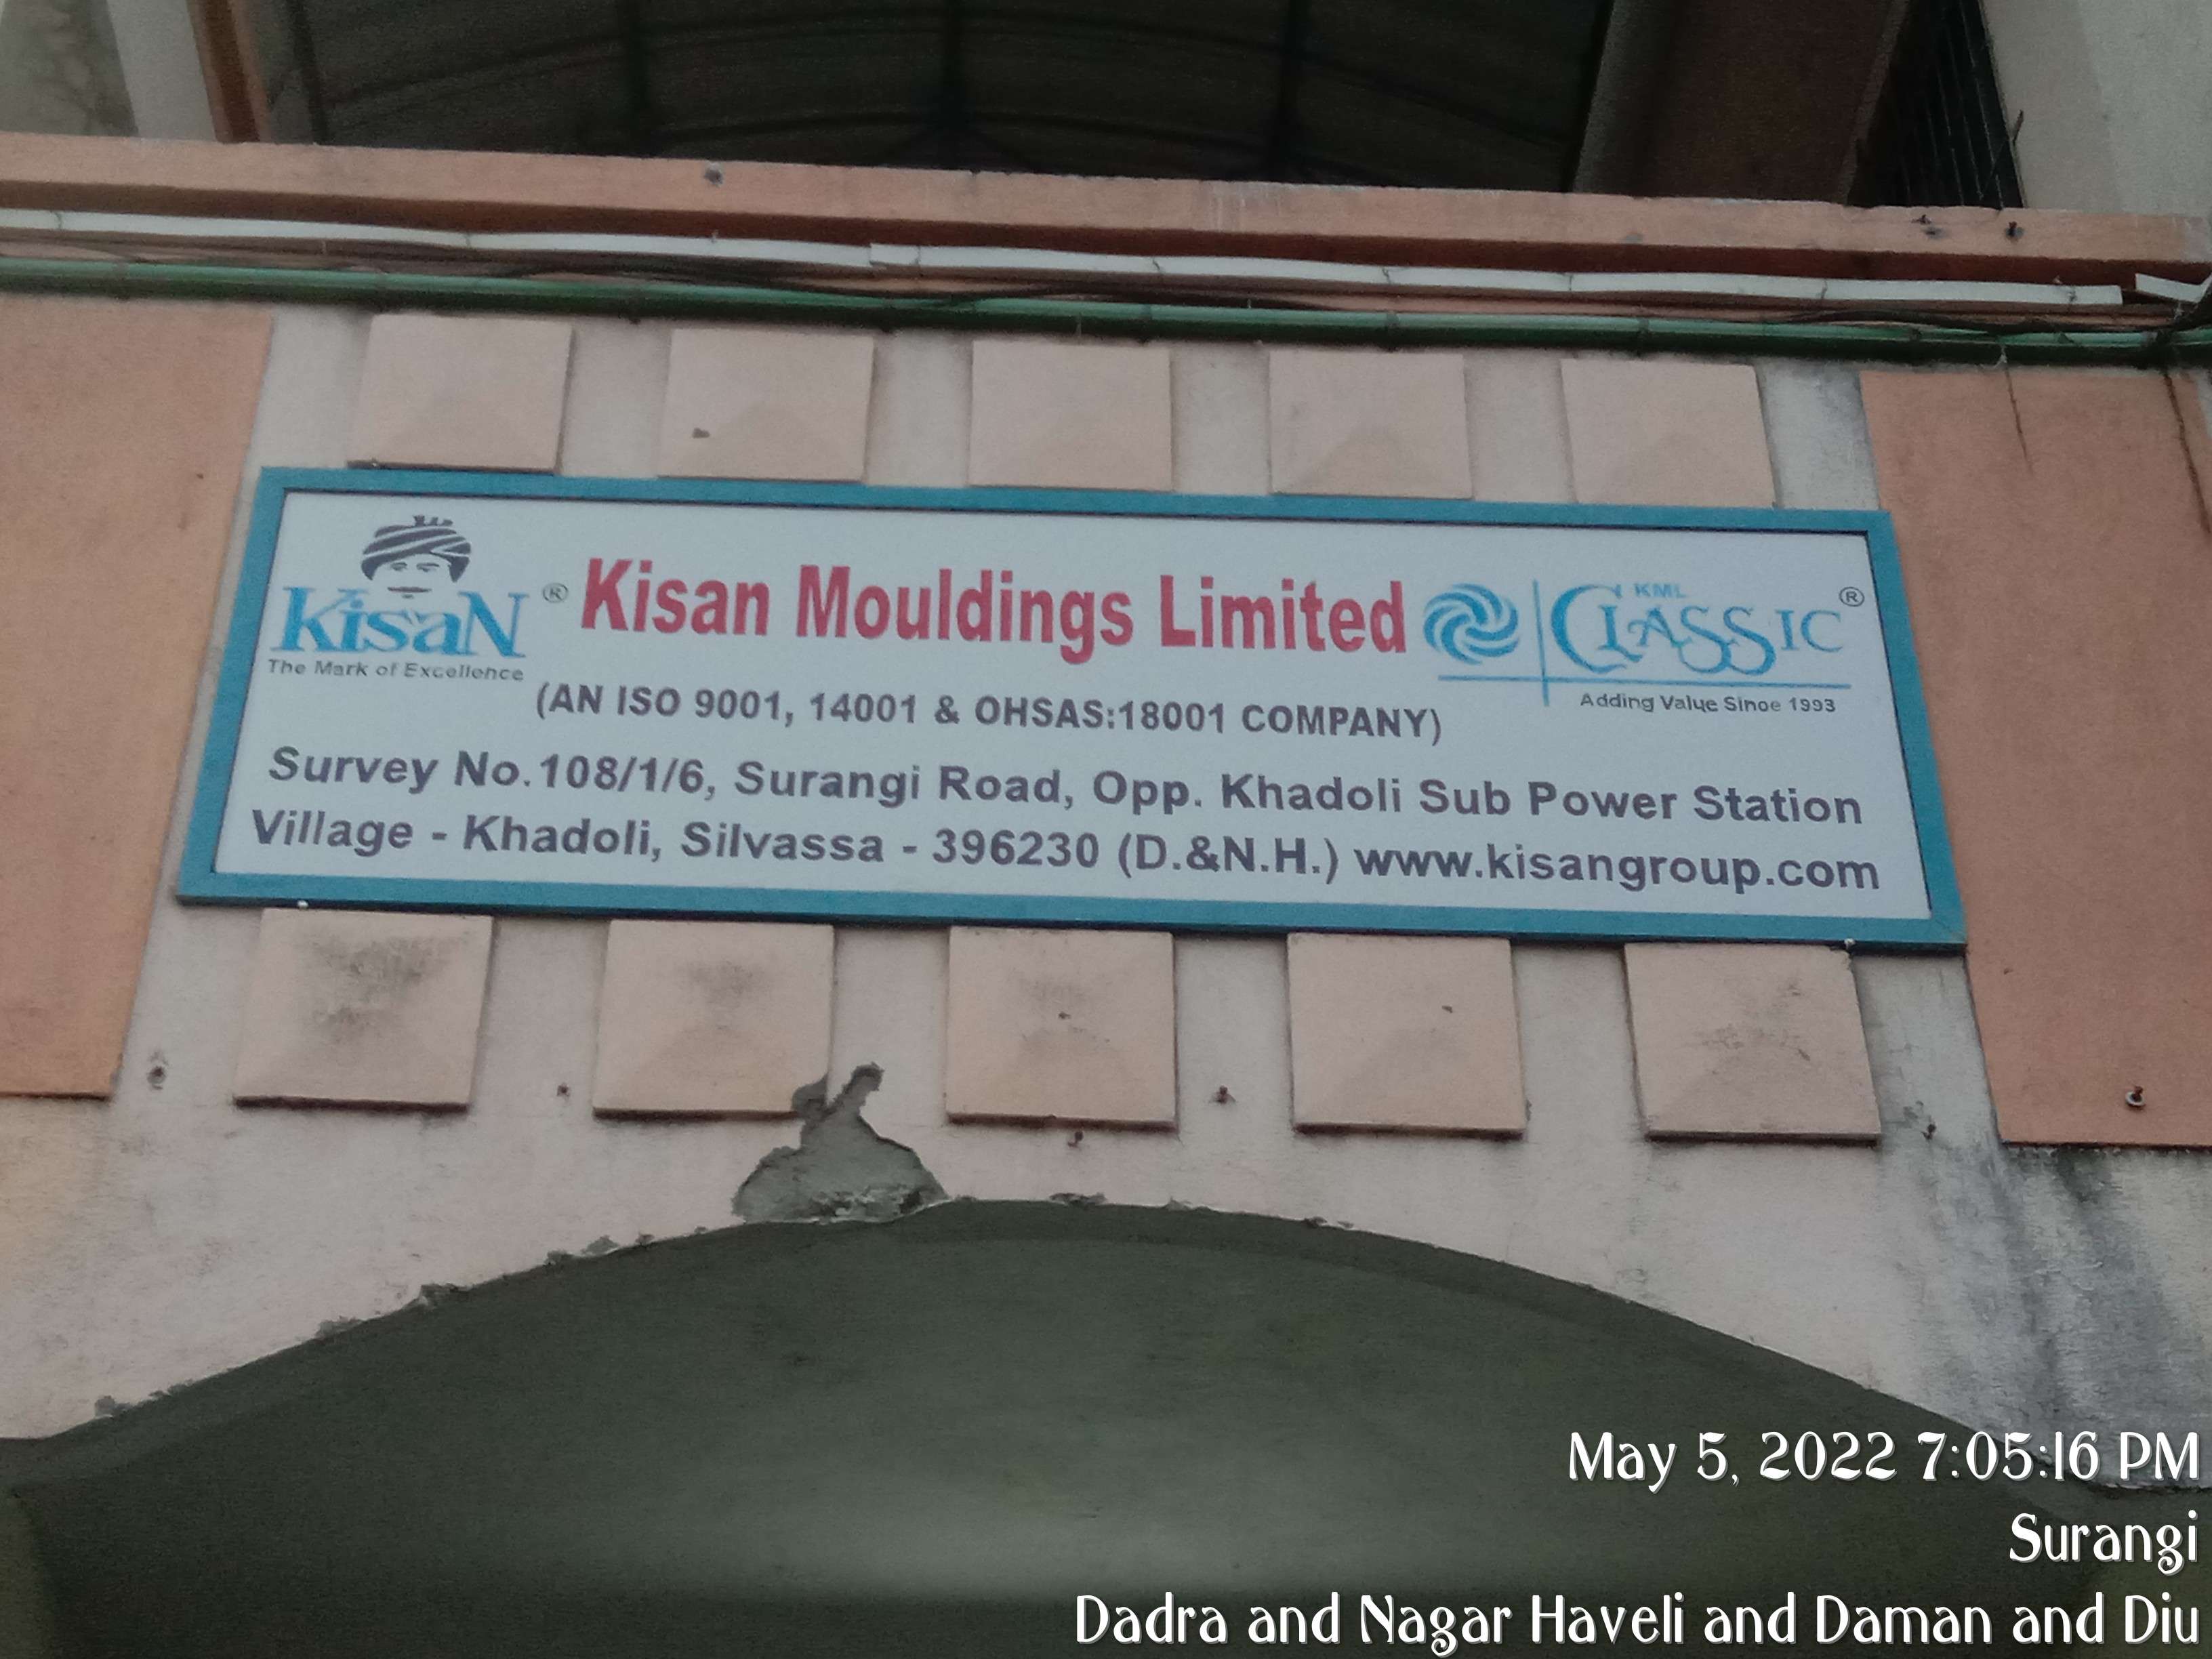 KisaN ®
The Mark of Excellence
Kisan Mouldings Limited
KML
CLASSIC ®
Adding Value Since 1993
(AN ISO 9001, 14001 & OHSAS:18001 COMPANY)
Survey No.108/1/6, Surangi Road, Opp. Khadoli Sub Power Station
Village - Khadoli, Silvassa - 396230 (D.&N.H.) www.kisangroup.com
May 5, 2022 7:05:16 PM
Surangi
Dadra and Nagar Haveli and Daman and Diu